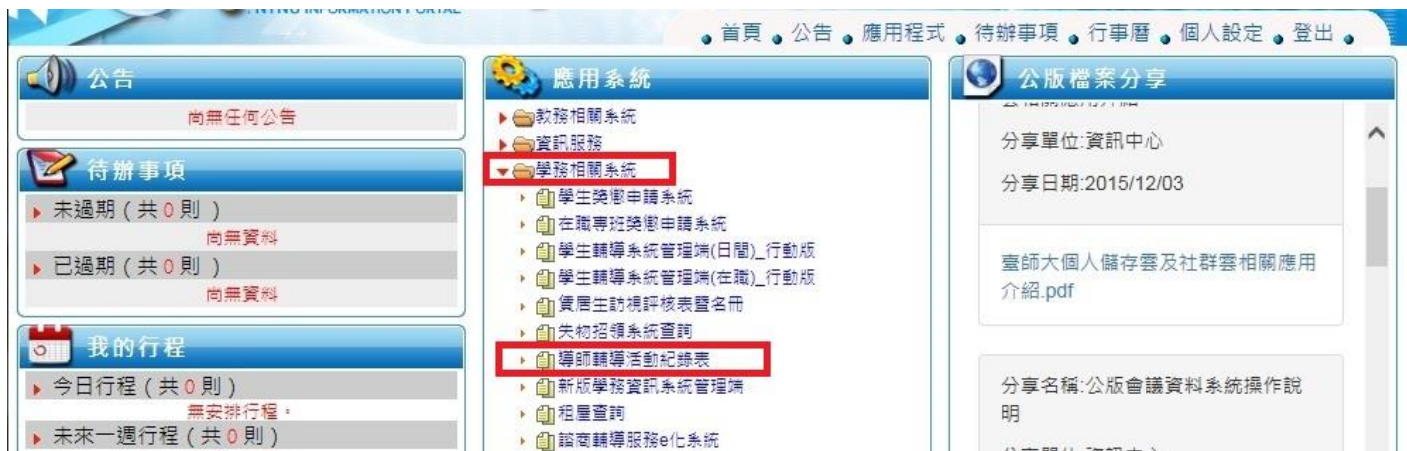 NTNU INFORMATION PORTAL
首頁 公告 應用程式 待辦事項 行事曆 個人設定 登出
公告
尚無任何公告
待辦事項
未過期 ( 共 0 則 )
尚無資料
已過期 ( 共 0 則 )
尚無資料
我的行程
今日行程 ( 共 0 則 )
無安排行程。
未來一週行程 ( 共 0 則 )
應用系統
教務相關系統
資訊服務
學務相關系統
學生獎懲申請系統
在職專班獎懲申請系統
學生輔導系統管理端(日間)_行動版
學生輔導系統管理端(在職)_行動版
賃居生訪視評核表暨名冊
失物招領系統查詢
導師輔導活動紀錄表
新版學務資訊系統管理端
租屋查詢
諮商輔導服務e化系統
公版檔案分享
分享單位:資訊中心
分享日期:2015/12/03
臺師大個人儲存雲及社群雲相關應用
介紹.pdf
分享名稱:公版會議資料系統操作說
明